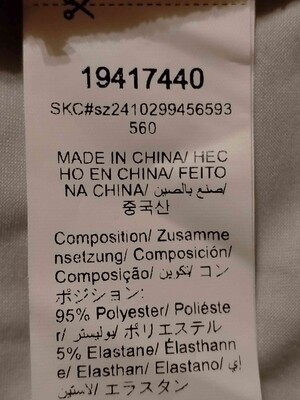 19417440
SKC#sz2410299456593
560
MADE IN CHINA/ HEC
HO EN CHINA/ FEITO
NA CHINA/ صنع بالصين/
중국산
Composition/ Zusamme
nsetzung/ Composición/
Composição/ تكوين/ コン
ポジション:
95% Polyester/ Poliéste
r/ بوليستر/ ポリエステル
5% Elastane/ Élasthann
e/ Elasthan/ Elastano/ إي
لاستين/ エラスタン